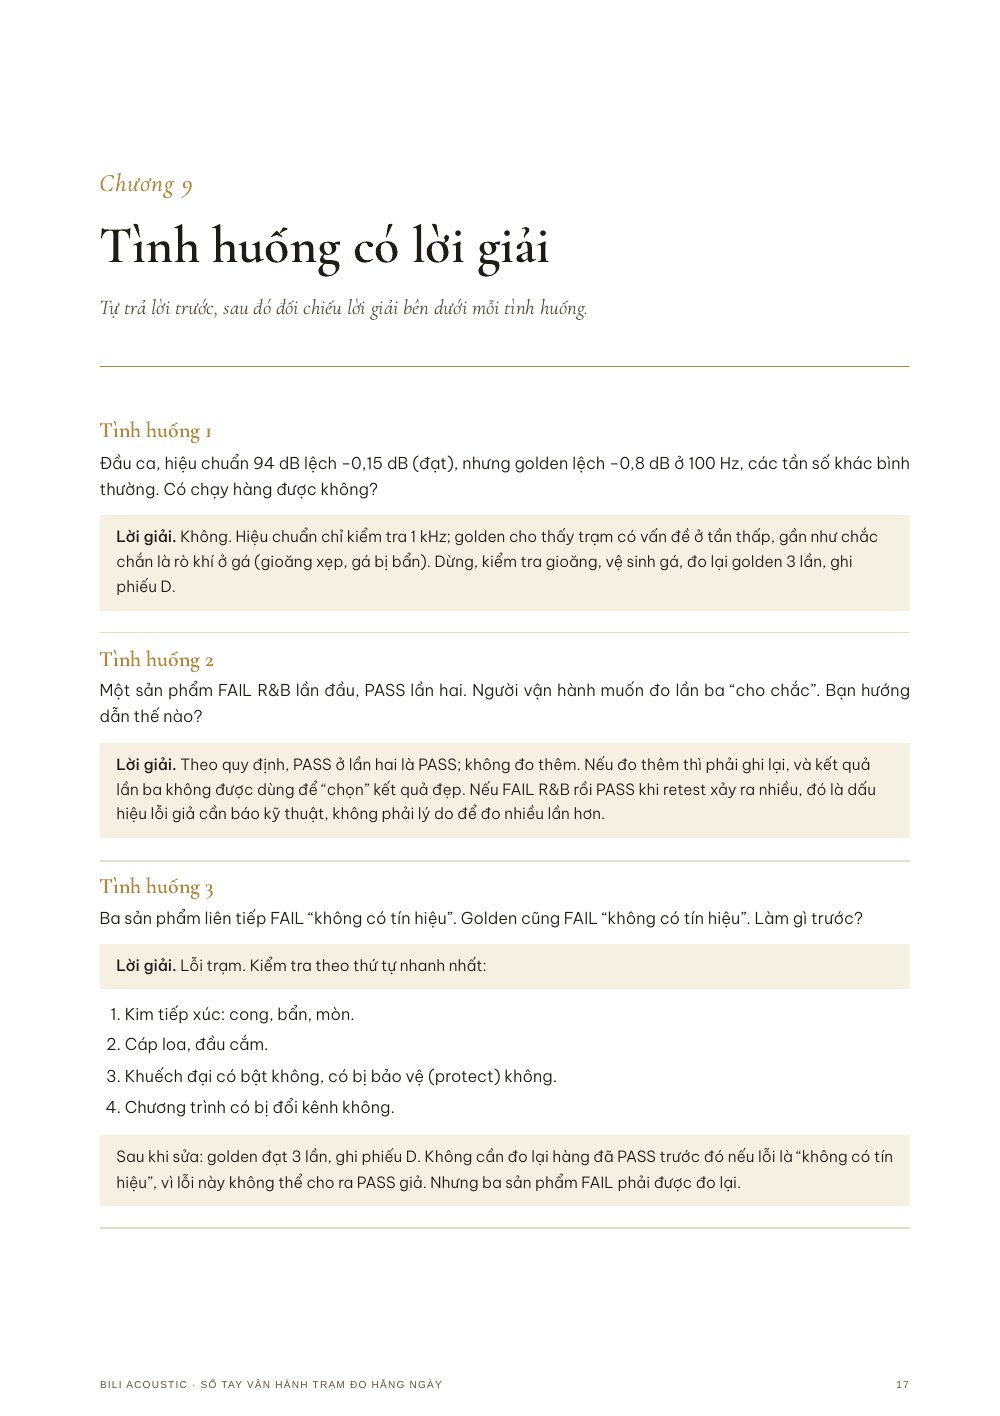 Chương 9
Tình huống có lời giải
Tự trả lời trước, sau đó đối chiếu lời giải bên dưới mỗi tình huống.
Tình huống 1
Đầu ca, hiệu chuẩn 94 dB lệch −0,15 dB (đạt), nhưng golden lệch −0,8 dB ở 100 Hz, các tần số khác bình
thường. Có chạy hàng được không?
Lời giải. Không. Hiệu chuẩn chỉ kiểm tra 1 kHz; golden cho thấy trạm có vấn đề ở tần thấp, gần như chắc
chắn là rò khí ở gá (gioăng xẹp, gá bị bẩn). Dừng, kiểm tra gioăng, vệ sinh gá, đo lại golden 3 lần, ghi
phiếu D.
Tình huống 2
Một sản phẩm FAIL R&B lần đầu, PASS lần hai. Người vận hành muốn đo lần ba “cho chắc”. Bạn hướng
dẫn thế nào?
Lời giải. Theo quy định, PASS ở lần hai là PASS; không đo thêm. Nếu đo thêm thì phải ghi lại, và kết quả
lần ba không được dùng để “chọn” kết quả đẹp. Nếu FAIL R&B rồi PASS khi retest xảy ra nhiều, đó là dấu
hiệu lỗi giả cần báo kỹ thuật, không phải lý do để đo nhiều lần hơn.
Tình huống 3
Ba sản phẩm liên tiếp FAIL “không có tín hiệu”. Golden cũng FAIL “không có tín hiệu”. Làm gì trước?
Lời giải. Lỗi trạm. Kiểm tra theo thứ tự nhanh nhất:
1. Kim tiếp xúc: cong, bẩn, mòn.
2. Cáp loa, đầu cắm.
3. Khuếch đại có bật không, có bị bảo vệ (protect) không.
4. Chương trình có bị đổi kênh không.
Sau khi sửa: golden đạt 3 lần, ghi phiếu D. Không cần đo lại hàng đã PASS trước đó nếu lỗi là “không có tín
hiệu”, vì lỗi này không thể cho ra PASS giả. Nhưng ba sản phẩm FAIL phải được đo lại.
BILI ACOUSTIC · SỔ TAY VẬN HÀNH TRẠM ĐO HẰNG NGÀY
17